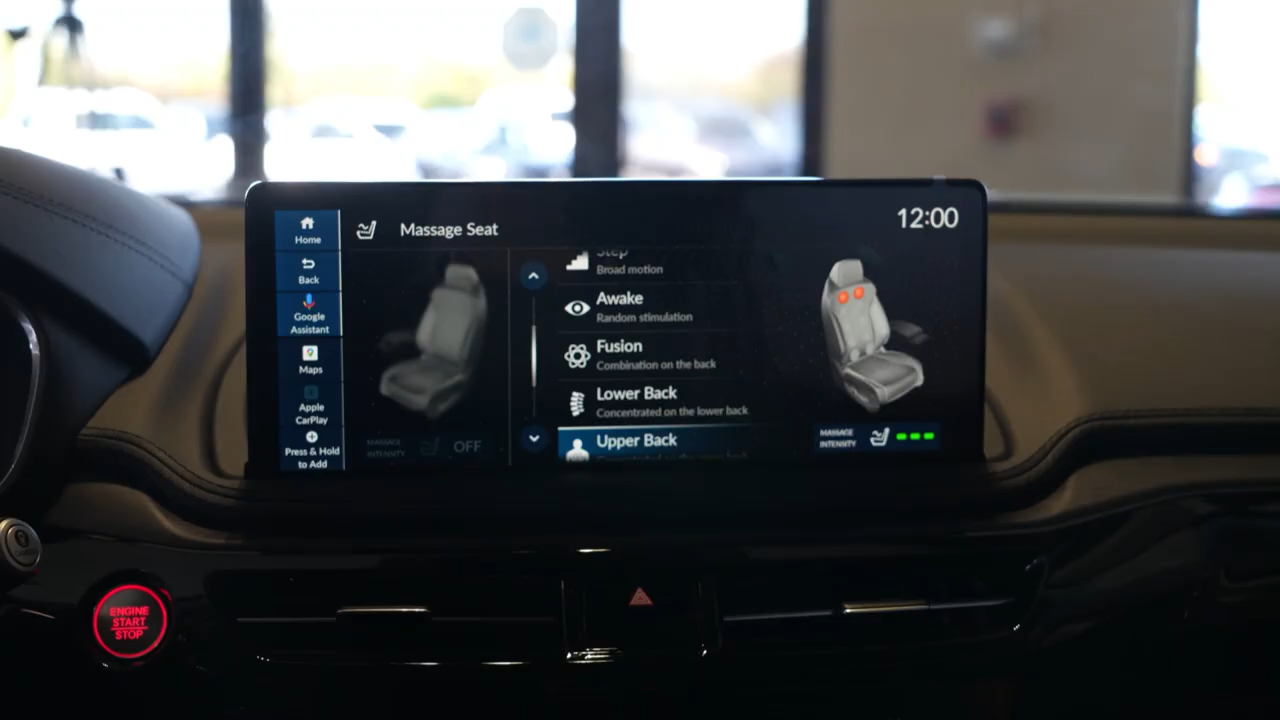 Home
Back
Google
Assistant
Maps
Apple
CarPlay
Press & Hold
to Add
Massage Seat
12:00
Step
Broad motion
Awake
Random stimulation
Fusion
Combination on the back
Lower Back
Concentrated on the lower back
Upper Back
MASSAGE
INTENSITY
OFF
MASSAGE
INTENSITY
ENGINE
START
STOP